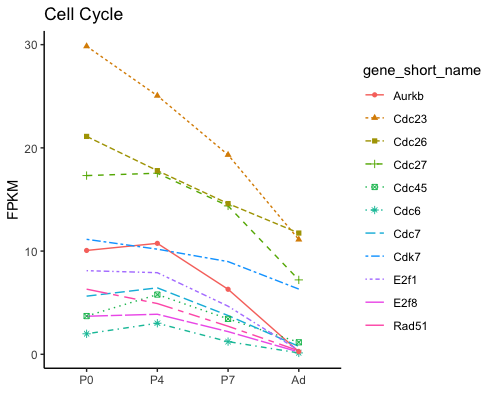 Cell Cycle
FPKM
30
20
10
0
P0 P4 P7 Ad
gene_short_name
Aurkb
Cdc23
Cdc26
Cdc27
Cdc45
Cdc6
Cdc7
Cdk7
E2f1
E2f8
Rad51